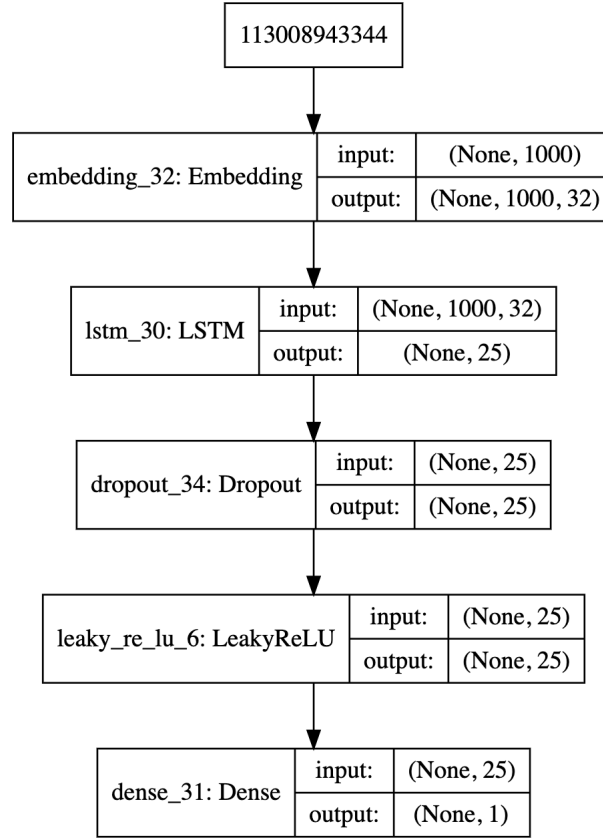 113008943344
embedding_32: Embedding
input: (None, 1000)
output: (None, 1000, 32)
lstm_30: LSTM
input: (None, 1000, 32)
output: (None, 25)
dropout_34: Dropout
input: (None, 25)
output: (None, 25)
leaky_re_lu_6: LeakyReLU
input: (None, 25)
output: (None, 25)
dense_31: Dense
input: (None, 25)
output: (None, 1)